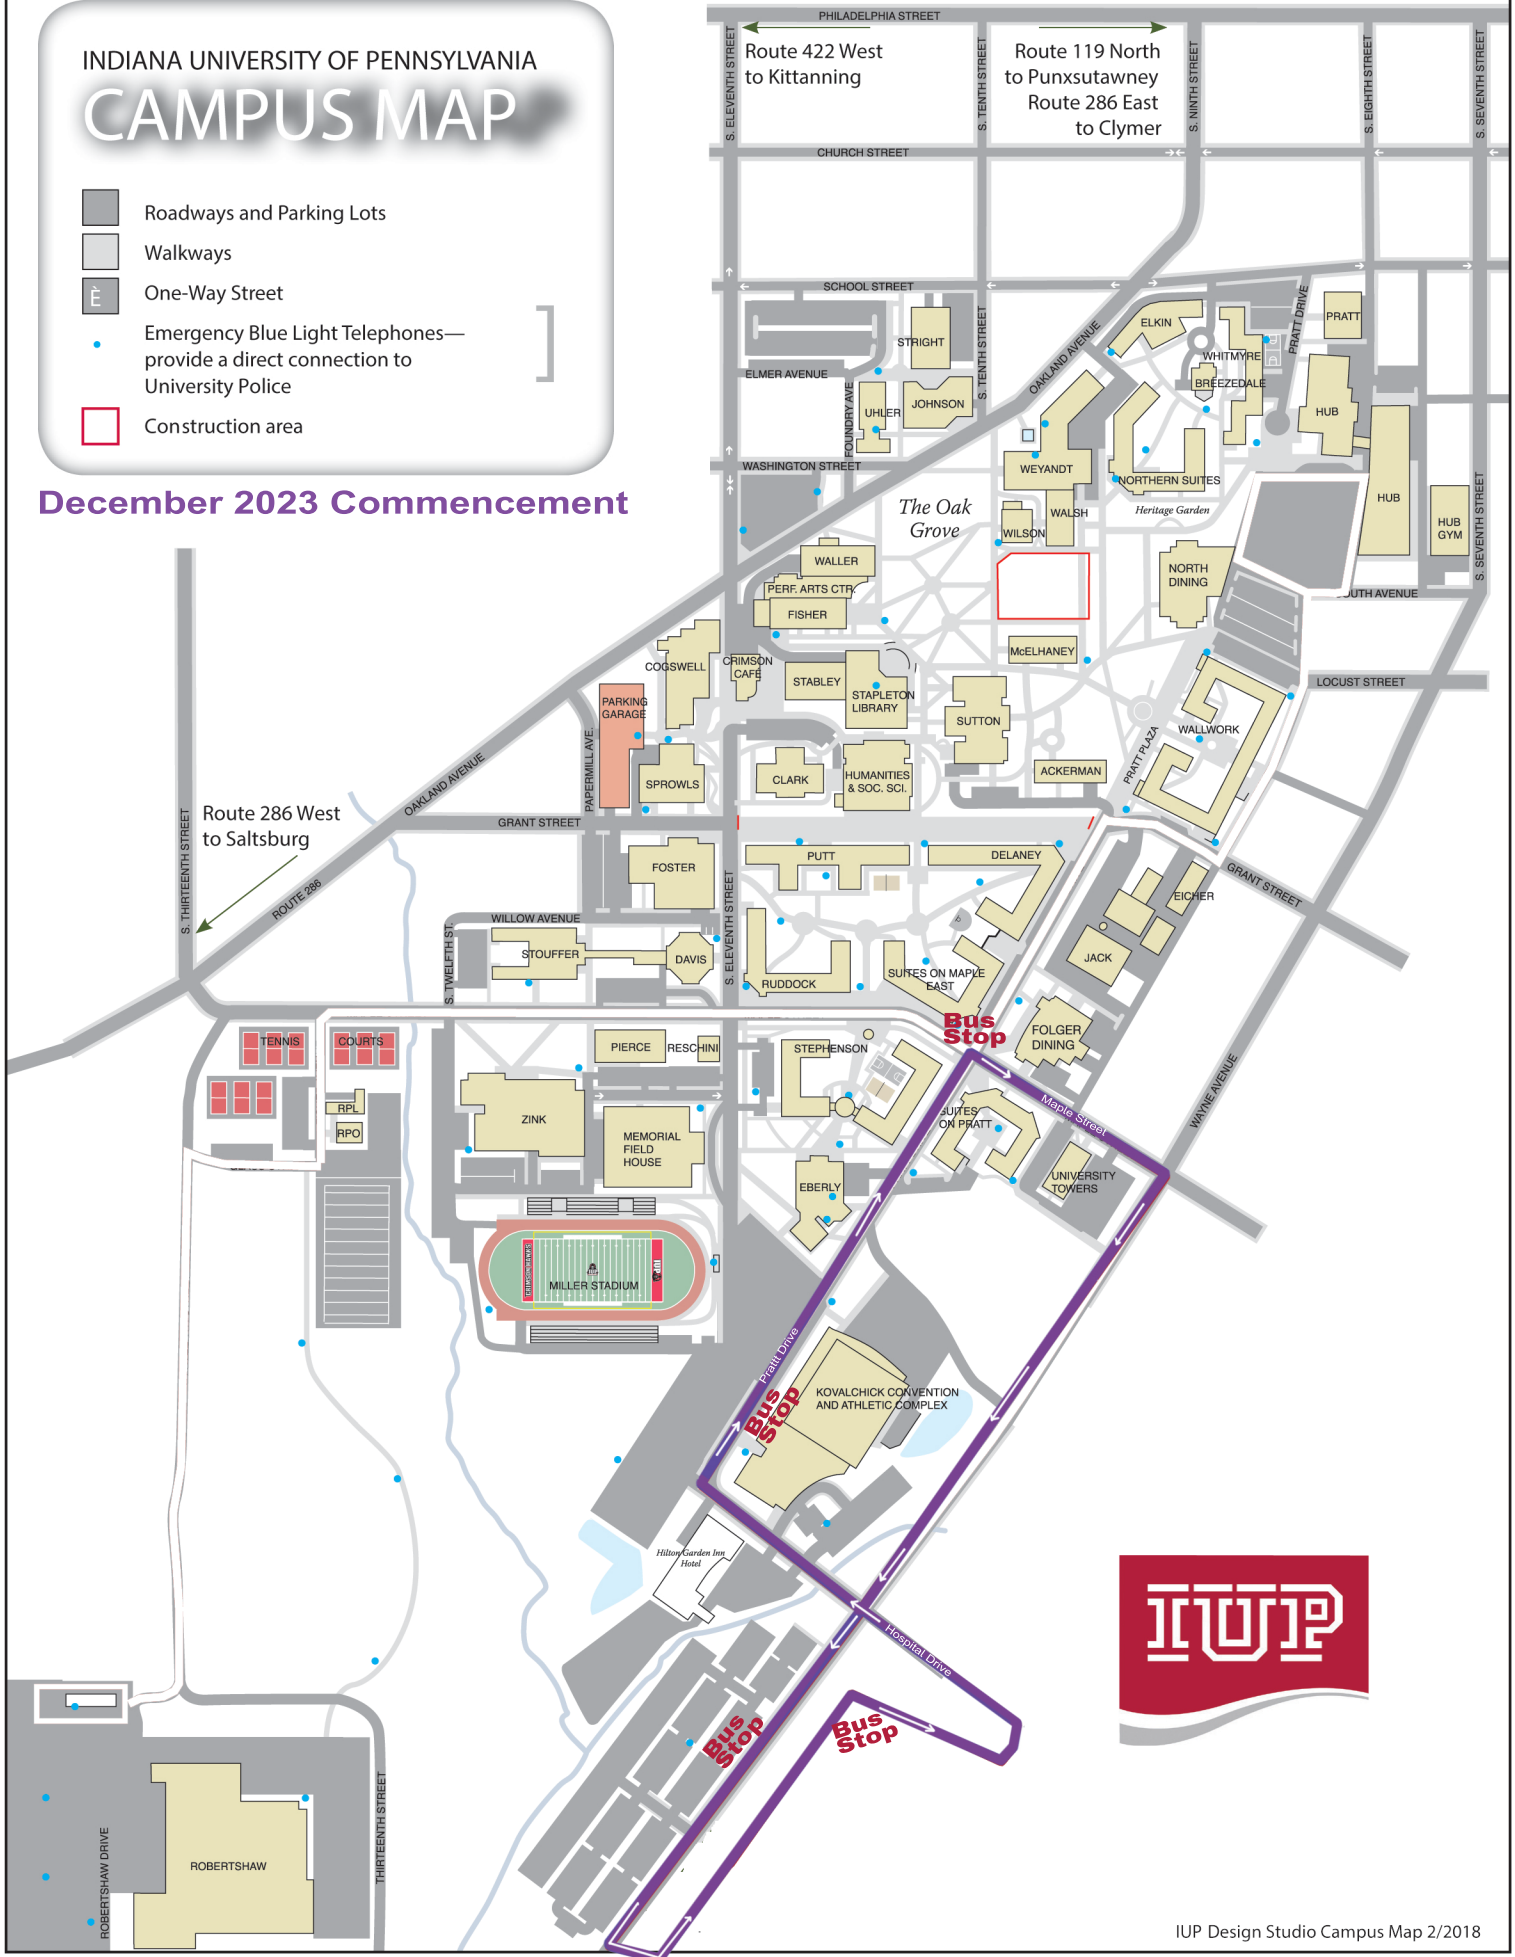 INDIANA UNIVERSITY OF PENNSYLVANIA
CAMPUS MAP
Roadways and Parking Lots
Walkways
È
One-Way Street
Emergency Blue Light Telephones—
provide a direct connection to
University Police
Construction area
December 2023 Commencement
PHILADELPHIA STREET
Route 422 West
to Kittanning
Route 119 North
to Punxsutawney
Route 286 East
to Clymer
S. ELEVENTH STREET
S. TENTH STREET
S. NINTH STREET
S. EIGHTH STREET
S. SEVENTH STREET
CHURCH STREET
SCHOOL STREET
STRIGHT
ELMER AVENUE
FOUNDRY AVE
UHLER
JOHNSON
S. TENTH STREET
OAKLAND AVENUE
ELKIN
WHITMYRE
BREEZEDALE
PRATT DRIVE
PRATT
HUB
HUB
HUB
GYM
S. SEVENTH STREET
WASHINGTON STREET
WEYANDT
NORTHERN SUITES
Heritage Garden
The Oak
Grove
WALSH
WILSON
WALLER
PERF. ARTS CTR.
FISHER
NORTH
DINING
OUTH AVENUE
McELHANEY
COGSWELL
CRIMSON
CAFE
STABLEY
STAPLETON
LIBRARY
SUTTON
LOCUST STREET
WALLWORK
PRATT PLAZA
PARKING
GARAGE
PAPERMILL AVE.
SPROWLS
CLARK
HUMANITIES
& SOC. SCI.
ACKERMAN
OAKLAND AVENUE
Route 286 West
to Saltsburg
S. THIRTEENTH STREET
ROUTE 286
GRANT STREET
GRANT STREET
FOSTER
PUTT
DELANEY
EICHER
JACK
WILLOW AVENUE
S. TWELFTH ST.
STOUFFER
DAVIS
S. ELEVENTH STREET
RUDDOCK
SUITES ON MAPLE
EAST
Bus
Stop
FOLGER
DINING
WAYNE AVENUE
TENNIS
COURTS
RPL
RPO
PIERCE
RESCHINI
STEPHENSON
ZINK
MEMORIAL
FIELD
HOUSE
SUITES
ON PRATT
Maple Street
UNIVERSITY
TOWERS
EBERLY
CRIMSON HAWKS
IUP
MILLER STADIUM
Pratt Drive
Bus
Stop
KOVALCHICK CONVENTION
AND ATHLETIC COMPLEX
Hilton Garden Inn
Hotel
Hospital Drive
Bus
Stop
Bus
Stop
IUP
ROBERTSHAW
ROBERTSHAW DRIVE
THIRTEENTH STREET
IUP Design Studio Campus Map 2/2018